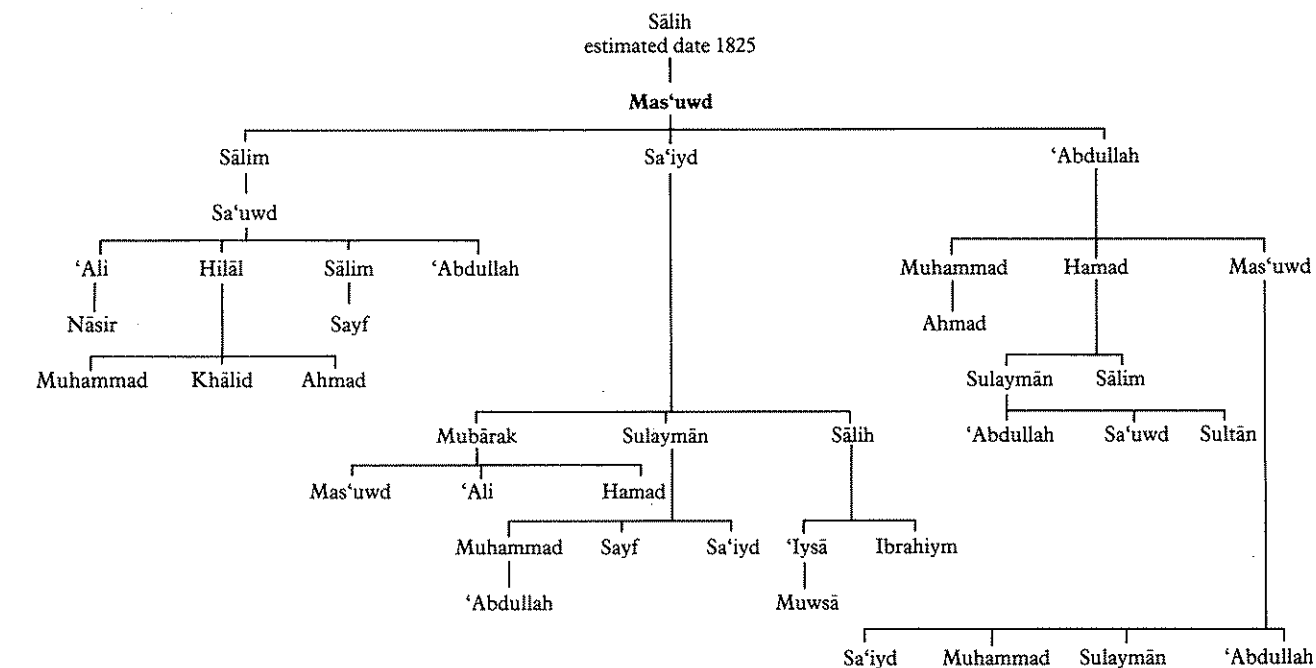 Sālih
estimated date 1825
Mas‘uwd
Sālim Sa‘iyd ‘Abdullah
Sa‘uwd
‘Ali Hilāl Sālim ‘Abdullah Muhammad Hamad Mas‘uwd
Nāsir Sayf Ahmad
Muhammad Khālid Ahmad Sulaymān Sālim
Mubārak Sulaymān Sālih ‘Abdullah Sa‘uwd Sultān
Mas‘uwd ‘Ali Hamad
Muhammad Sayf Sa‘iyd ‘Iysā Ibrahiym
‘Abdullah Muwsā
Sa‘iyd Muhammad Sulaymān ‘Abdullah